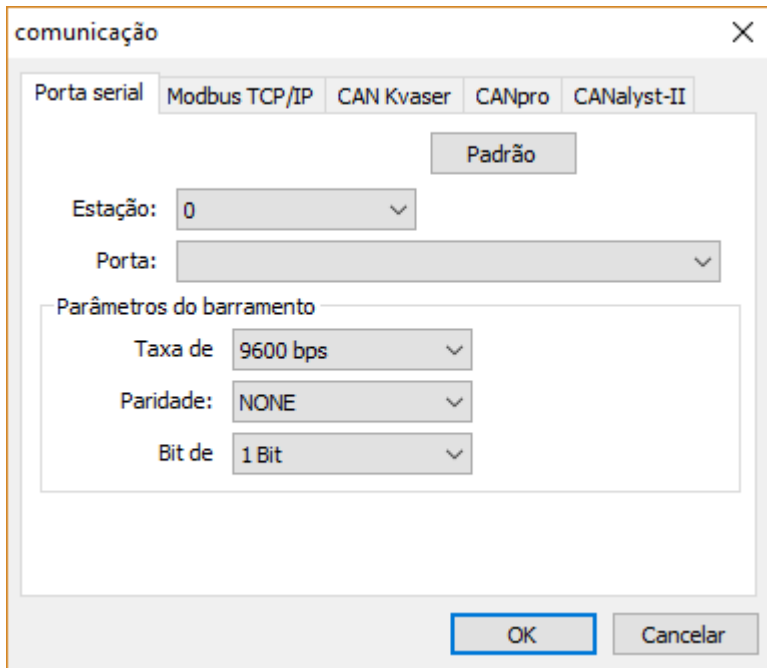 comunicação
Porta serial Modbus TCP/IP CAN Kvaser CANpro CANalyst-II
Padrão
Estação: 0
Porta:
Parâmetros do barramento
Taxa de 9600 bps
Paridade: NONE
Bit de 1 Bit
OK Cancelar